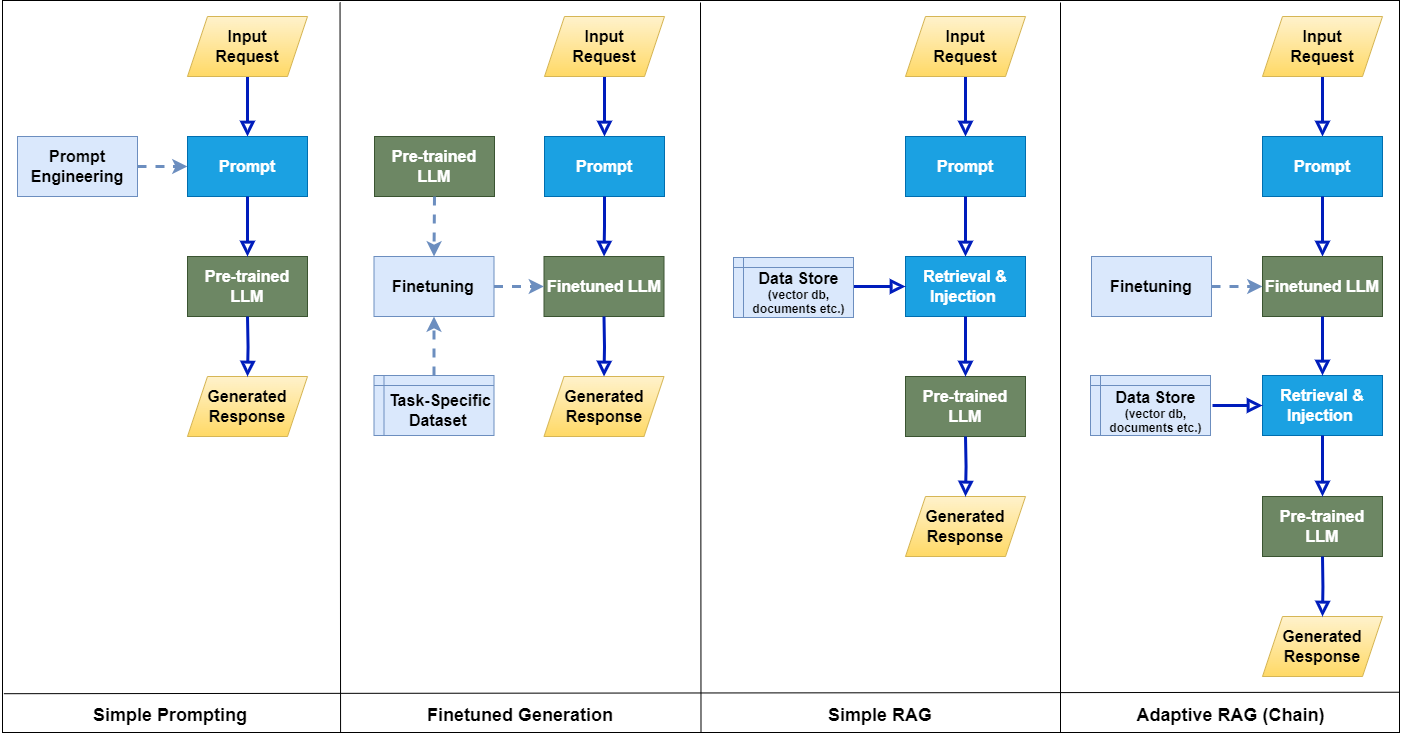 Input
Request
Prompt
Engineering
Prompt
Pre-trained
LLM
Generated
Response
Simple Prompting
Input
Request
Pre-trained
LLM
Prompt
Finetuning
Finetuned LLM
Task-Specific
Dataset
Generated
Response
Finetuned Generation
Input
Request
Prompt
Data Store
(vector db,
documents etc.)
Retrieval &
Injection
Pre-trained
LLM
Generated
Response
Simple RAG
Input
Request
Prompt
Finetuning
Finetuned LLM
Data Store
(vector db,
documents etc.)
Retrieval &
Injection
Pre-trained
LLM
Generated
Response
Adaptive RAG (Chain)